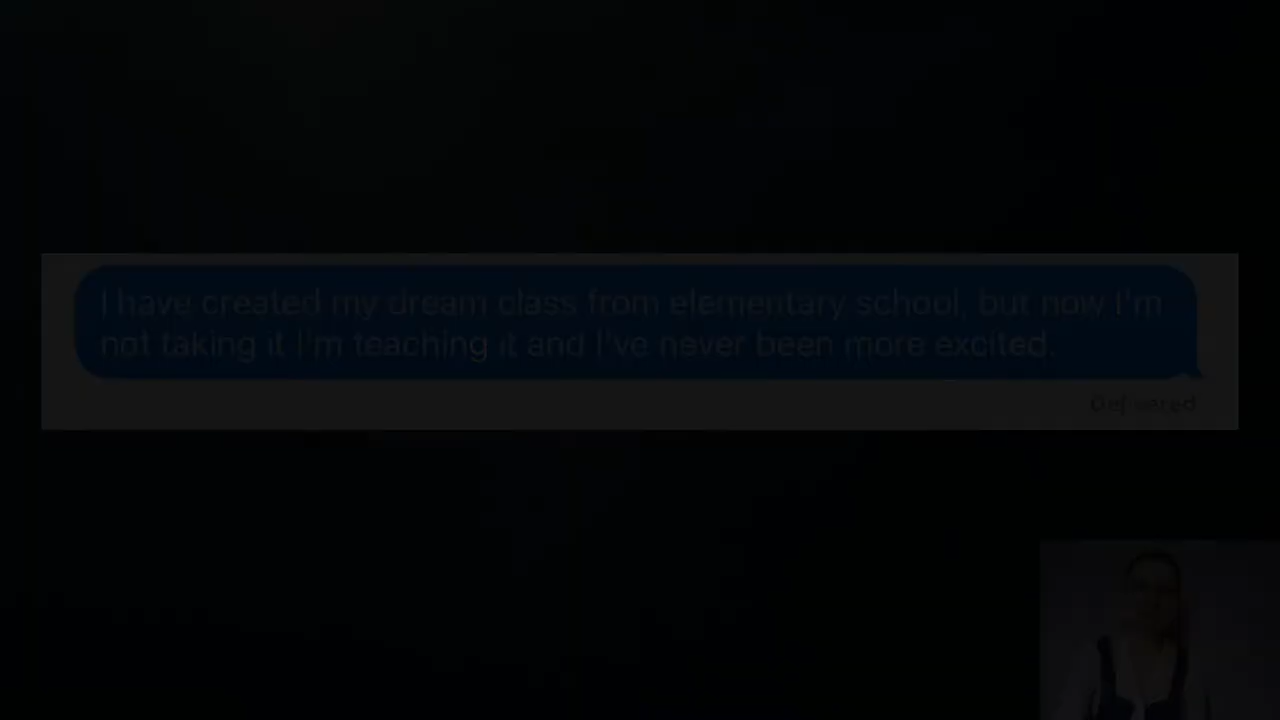 I have created my dream class from elementary school, but now I'm
not taking it I'm teaching it and I've never been more excited.
Delivered